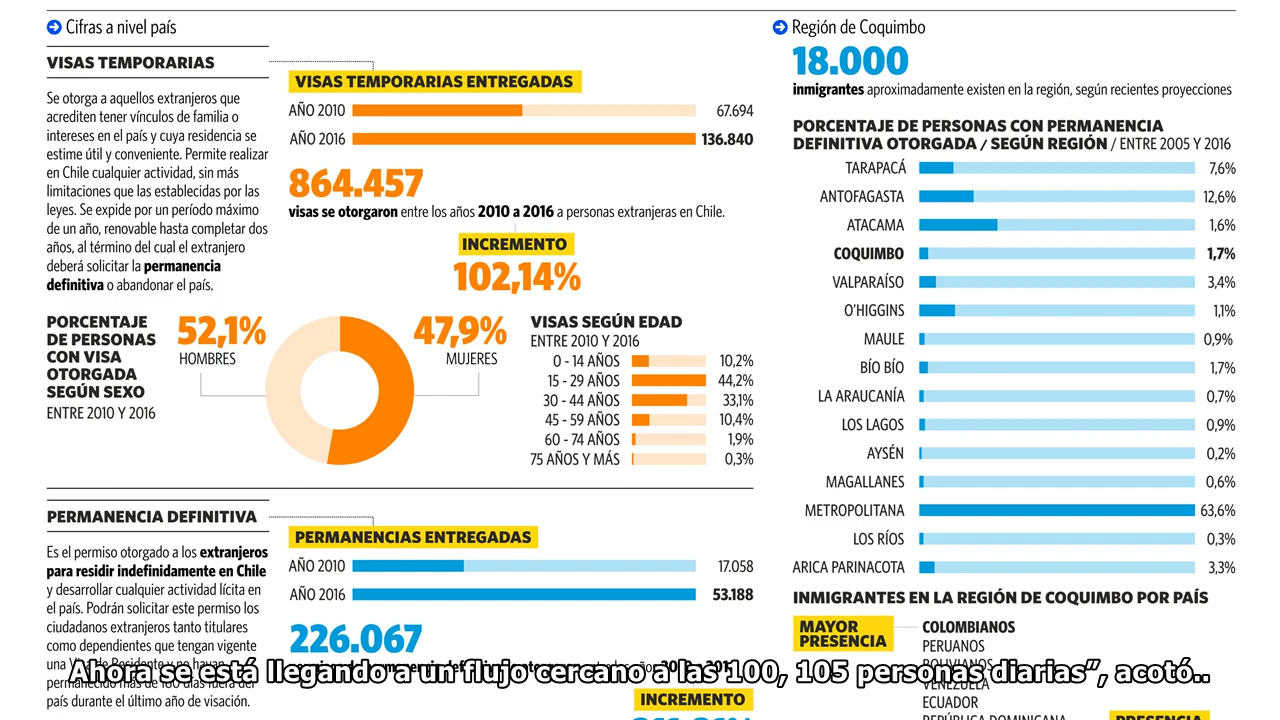 Cifras a nivel país
VISAS TEMPORARIAS
Se otorga a aquellos extranjeros que
acrediten tener vínculos de familia o
intereses en el país y cuya residencia se
estime útil y conveniente. Permite realizar
en Chile cualquier actividad, sin más
limitaciones que las establecidas por las
leyes. Se expide por un período máximo
de un año, renovable hasta completar dos
años, al término del cual el extranjero
deberá solicitar la permanencia
definitiva o abandonar el país.
VISAS TEMPORARIAS ENTREGADAS
AÑO 2010 67.694
AÑO 2016 136.840
864.457
visas se otorgaron entre los años 2010 a 2016 a personas extranjeras en Chile.
INCREMENTO
102,14%
PORCENTAJE
DE PERSONAS
CON VISA
OTORGADA
SEGÚN SEXO
ENTRE 2010 Y 2016
52,1%
HOMBRES
47,9%
MUJERES
VISAS SEGÚN EDAD
ENTRE 2010 Y 2016
0 - 14 AÑOS 10,2%
15 - 29 AÑOS 44,2%
30 - 44 AÑOS 33,1%
45 - 59 AÑOS 10,4%
60 - 74 AÑOS 1,9%
75 AÑOS Y MÁS 0,3%
PERMANENCIA DEFINITIVA
Es el permiso otorgado a los extranjeros
para residir indefinidamente en Chile
y desarrollar cualquier actividad lícita en
el país. Podrán solicitar este permiso los
ciudadanos extranjeros tanto titulares
como dependientes que tengan vigente
una Visa de Residente y no hayan
permanecido más de 180 días fuera del
país durante el último año de visación.
PERMANENCIAS ENTREGADAS
AÑO 2010 17.058
AÑO 2016 53.188
226.067
INCREMENTO
Región de Coquimbo
18.000
inmigrantes aproximadamente existen en la región, según recientes proyecciones
PORCENTAJE DE PERSONAS CON PERMANENCIA
DEFINITIVA OTORGADA / SEGÚN REGIÓN / ENTRE 2005 Y 2016
TARAPACÁ 7,6%
ANTOFAGASTA 12,6%
ATACAMA 1,6%
COQUIMBO 1,7%
VALPARAÍSO 3,4%
O'HIGGINS 1,1%
MAULE 0,9%
BÍO BÍO 1,7%
LA ARAUCANÍA 0,7%
LOS LAGOS 0,9%
AYSÉN 0,2%
MAGALLANES 0,6%
METROPOLITANA 63,6%
LOS RÍOS 0,3%
ARICA PARINACOTA 3,3%
INMIGRANTES EN LA REGIÓN DE COQUIMBO POR PAÍS
MAYOR
PRESENCIA
COLOMBIANOS
PERUANOS
BOLIVIANOS
VENEZUELA
ECUADOR
REPÚBLICA DOMINICANA
PRESENCIA
Ahora se está llegando a un flujo cercano a las 100, 105 personas diarias", acotó..